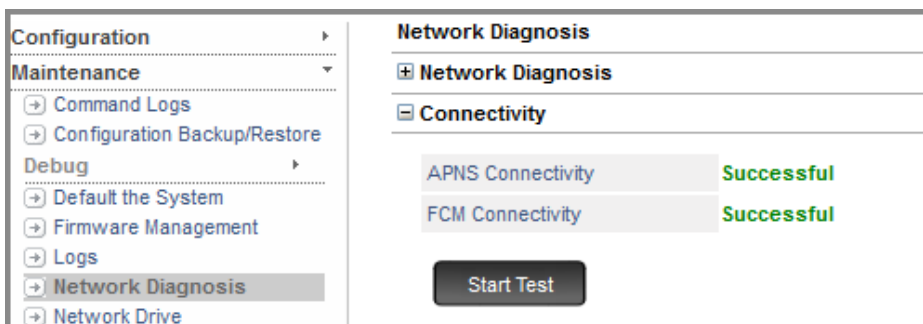 Configuration
Maintenance
Command Logs
Configuration Backup/Restore
Debug
Default the System
Firmware Management
Logs
Network Diagnosis
Network Drive
Network Diagnosis
Network Diagnosis
Connectivity
APNS Connectivity Successful
FCM Connectivity Successful
Start Test